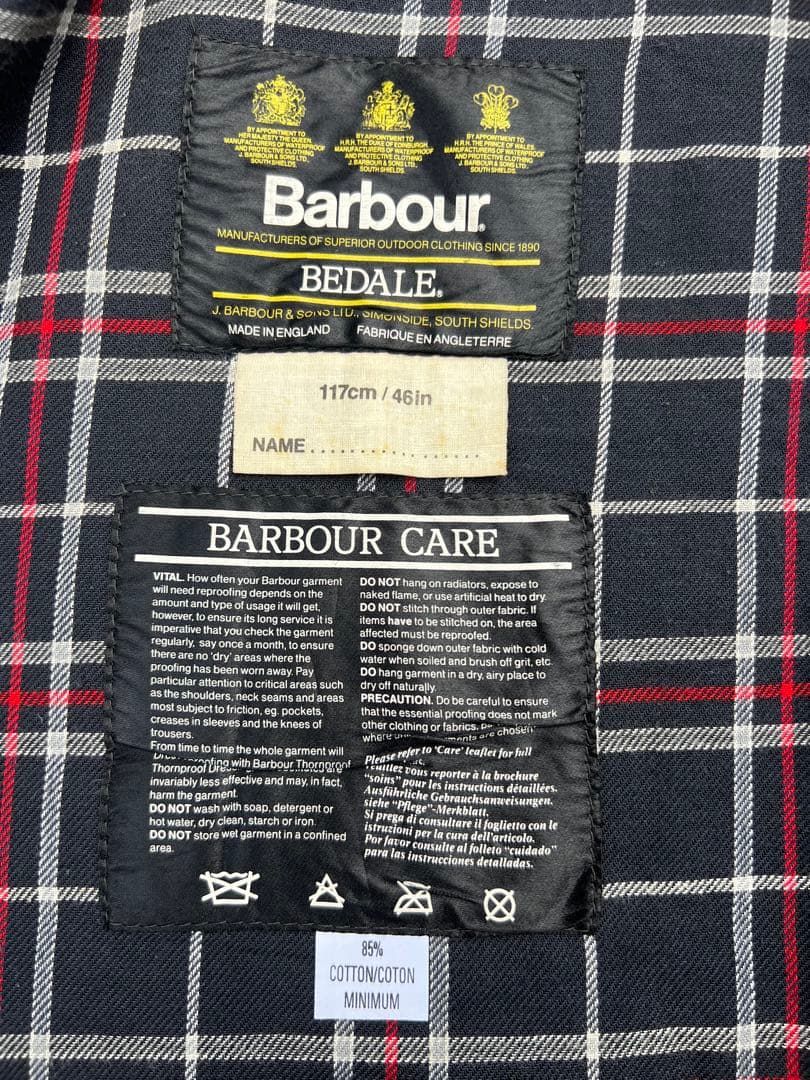 BY APPOINTMENT TO
HER MAJESTY THE QUEEN
MANUFACTURERS OF WATERPROOF
AND PROTECTIVE CLOTHING
J. BARBOUR & SONS LTD.
SOUTH SHIELDS.
BY APPOINTMENT TO
H.R.H. THE DUKE OF EDINBURGH
MANUFACTURERS OF WATERPROOF
AND PROTECTIVE CLOTHING
J. BARBOUR & SONS LTD.
SOUTH SHIELDS.
BY APPOINTMENT TO
H.R.H. THE PRINCE OF WALES
MANUFACTURERS OF WATERPROOF
AND PROTECTIVE CLOTHING
J. BARBOUR & SONS LTD.
SOUTH SHIELDS.
Barbour®
MANUFACTURERS OF SUPERIOR OUTDOOR CLOTHING SINCE 1890
BEDALE®
J. BARBOUR & SONS LTD., SIMONSIDE, SOUTH SHIELDS.
MADE IN ENGLAND FABRIQUE EN ANGLETERRE
117cm / 46in
NAME..................
BARBOUR CARE
VITAL. How often your Barbour garment
will need reproofing depends on the
amount and type of usage it will get,
however, to ensure its long service it is
imperative that you check the garment
regularly, say once a month, to ensure
there are no 'dry' areas where the
proofing has been worn away. Pay
particular attention to critical areas such
as the shoulders, neck seams and areas
most subject to friction, eg. pockets,
creases in sleeves and the knees of
trousers.
From time to time the whole garment will
reproofing with Barbour Thornproof
Thornproof
invariably less effective and may, in fact,
harm the garment.
DO NOT wash with soap, detergent or
hot water, dry clean, starch or iron.
DO NOT store wet garment in a confined
area.
DO NOT hang on radiators, expose to
naked flame, or use artificial heat to dry.
DO NOT stitch through outer fabric. If
items have to be stitched on, the area
affected must be reproofed.
DO sponge down outer fabric with cold
water when soiled and brush off grit, etc.
DO hang garment in a dry, airy place to
dry off naturally.
PRECAUTION. Do be careful to ensure
that the essential proofing does not mark
other clothing or fabrics.
where are chosen.
Please refer to 'Care' leaflet for full
Veuillez vous reporter à la brochure
"soins" pour les instructions détaillées.
Ausführliche Gebrauchsanweisungen,
siehe "Pflege"-Merkblatt.
Si prega di consultare il foglietto con le
istruzioni per la cura dell'articolo.
Por favor consulte al folleto "cuidado"
para las instrucciones detalladas.
85%
COTTON/COTON
MINIMUM